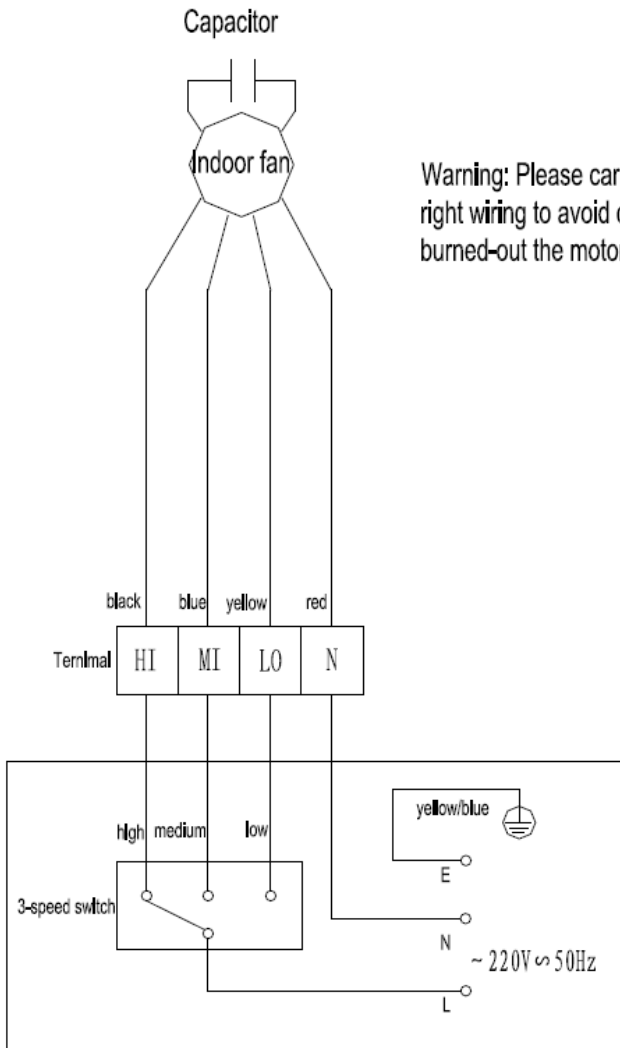 Capacitor
Indoor fan
Warning: Please car
right wiring to avoid
burned-out the motor
black blue yellow red
Ternlmal HI MI LO N
high medium low
yellow/blue
3-speed switch
E
N
~ 220V∽50Hz
L